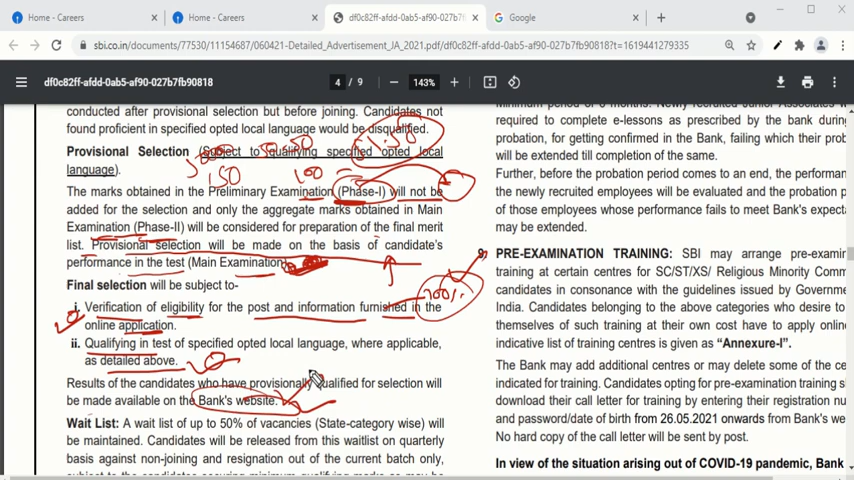 Home - Careers
Home - Careers
df0c82ff-afdd-0ab5-af90-027b7f0
Google
sbi.co.in/documents/77530/11154687/060421-Detailed_Advertisement_JA_2021.pdf/df0c82ff-afdd-0ab5-af90-027b7f090818?t=1619441279335
df0c82ff-afdd-0ab5-af90-027b7f090818
4 / 9
143%
conducted after provisional selection but before joining. Candidates not
found proficient in specified opted local language would be disqualified.
Provisional Selection (Subject to qualifying specified opted local
language).
150
100
The marks obtained in the Preliminary Examination (Phase-I) will not be
added for the selection and only the aggregate marks obtained in Main
Examination (Phase-II) will be considered for preparation of the final merit
list. Provisional selection will be made on the basis of candidate's
performance in the test (Main Examination)
Final selection will be subject to-
i. Verification of eligibility for the post and information furnished in the
online application.
ii. Qualifying in test of specified opted local language, where applicable,
as detailed above.
Results of the candidates who have provisionally qualified for selection will
be made available on the Bank's website.
Wait List: A wait list of up to 50% of vacancies (State-category wise) will
be maintained. Candidates will be released from this waitlist on quarterly
basis against non-joining and resignation out of the current batch only,
Minimum period of 6 months. Newly recruited Junior Associates w
required to complete e-lessons as prescribed by the bank durin
probation, for getting confirmed in the Bank, failing which their prob
will be extended till completion of the same.
Further, before the probation period comes to an end, the performa
the newly recruited employees will be evaluated and the probation p
of those employees whose performance fails to meet Bank's expecta
may be extended.
9. PRE-EXAMINATION TRAINING: SBI may arrange pre-examin
training at certain centres for SC/ST/XS/ Religious Minority Comm
candidates in consonance with the guidelines issued by Governme
India. Candidates belonging to the above categories who desire to
themselves of such training at their own cost have to apply online
indicative list of training centres is given as "Annexure-I".
The Bank may add additional centres or may delete some of the ce
indicated for training. Candidates opting for pre-examination training s
download their call letter for training by entering their registration nu
and password/date of birth from 26.05.2021 onwards from Bank's we
No hard copy of the call letter will be sent by post.
In view of the situation arising out of COVID-19 pandemic, Bank